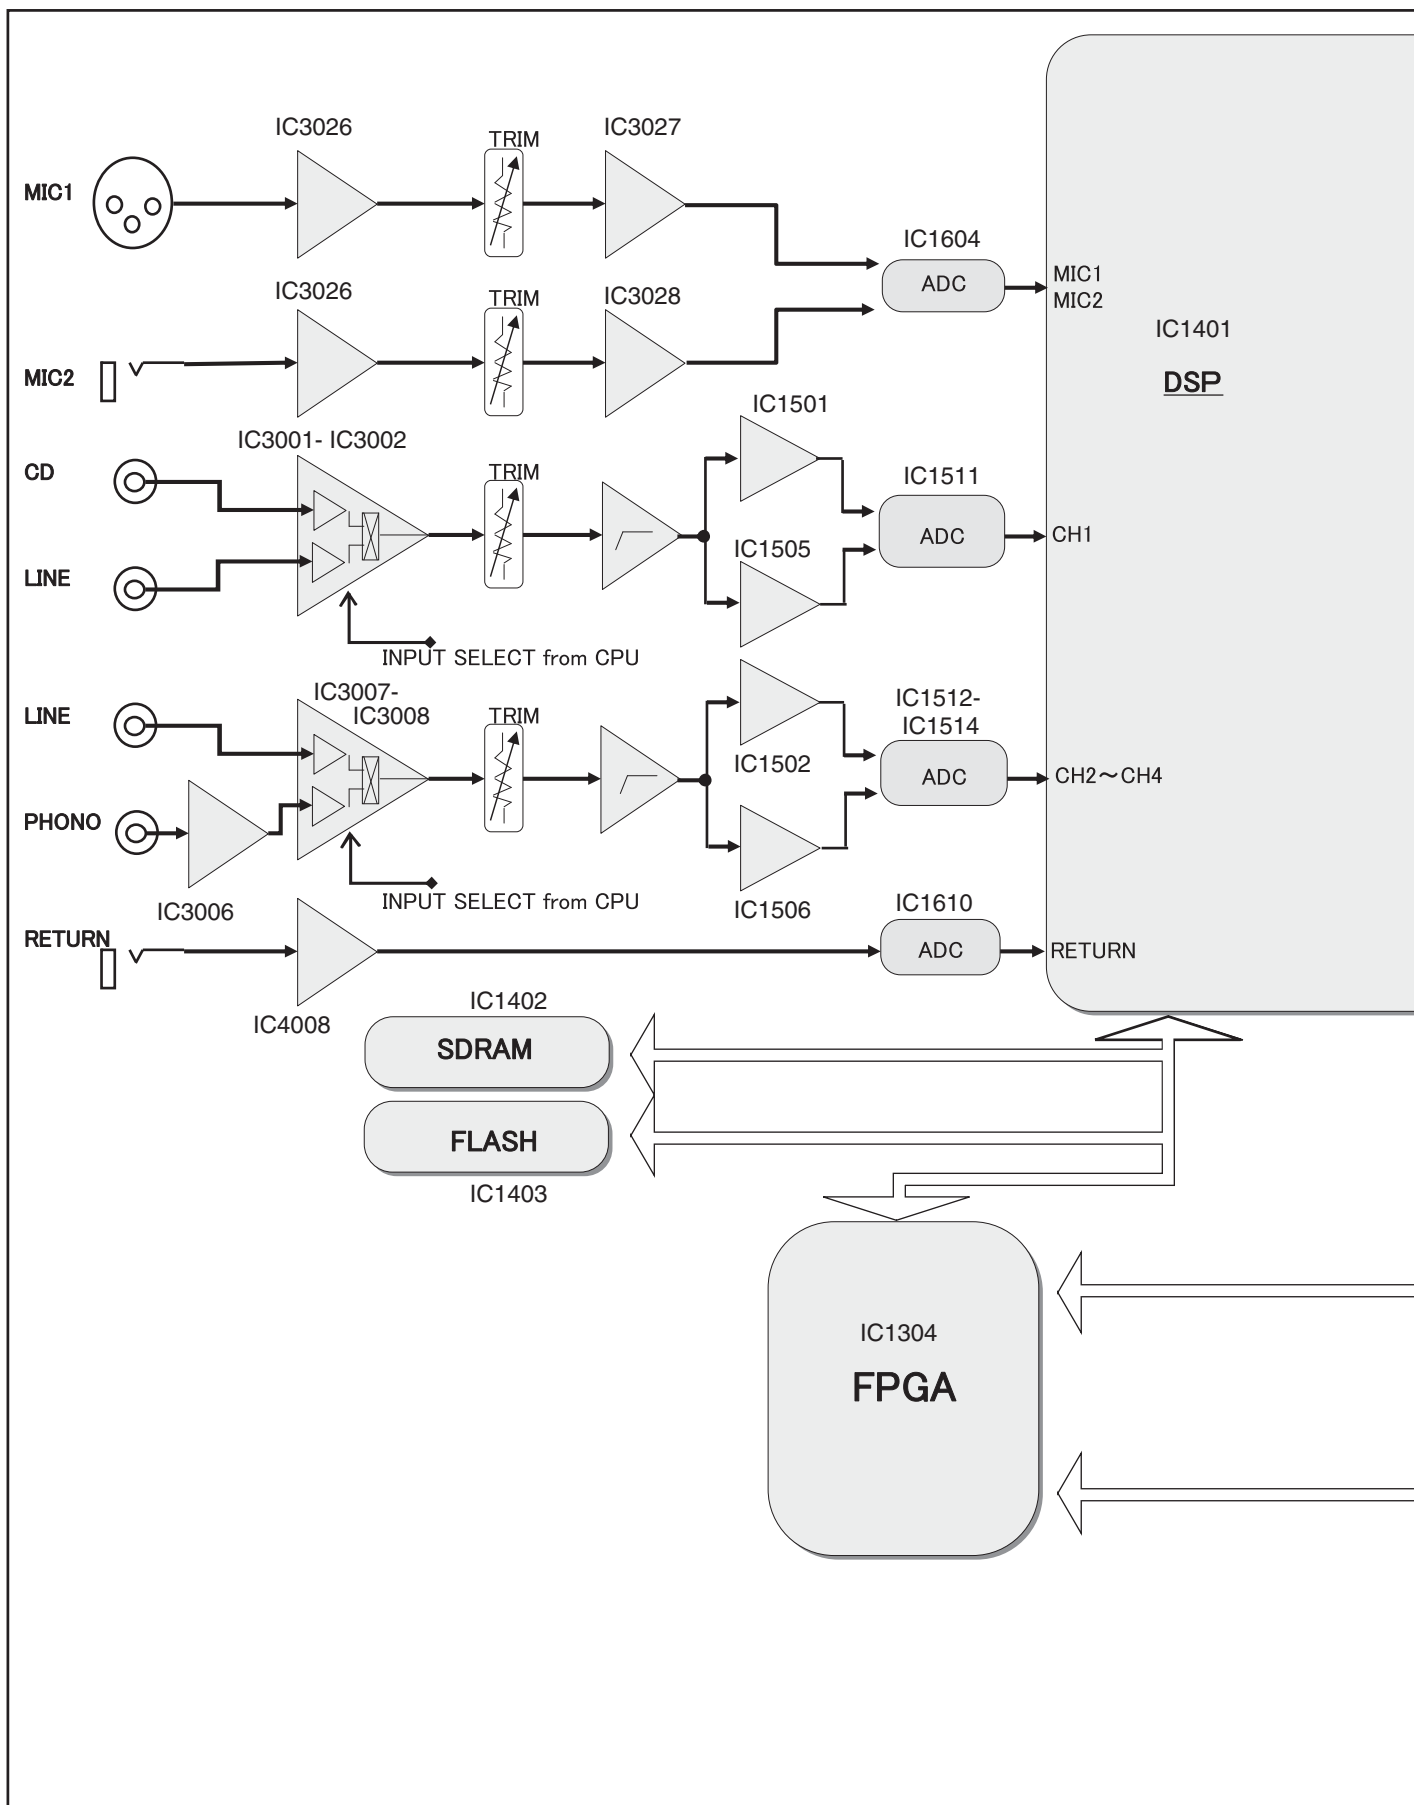 IC3026
TRIM
IC3027
MIC1
IC1604
ADC
MIC1
MIC2
IC3026
TRIM
IC3028
MIC2
IC1401
DSP
IC3001- IC3002
CD
TRIM
IC1501
IC1511
ADC
CH1
LINE
IC1505
INPUT SELECT from CPU
LINE
IC3007-
IC3008
TRIM
IC1502
IC1512-
IC1514
ADC
CH2～CH4
PHONO
IC3006
INPUT SELECT from CPU
IC1506
IC1610
RETURN
ADC
RETURN
IC4008
IC1402
SDRAM
FLASH
IC1403
IC1304
FPGA